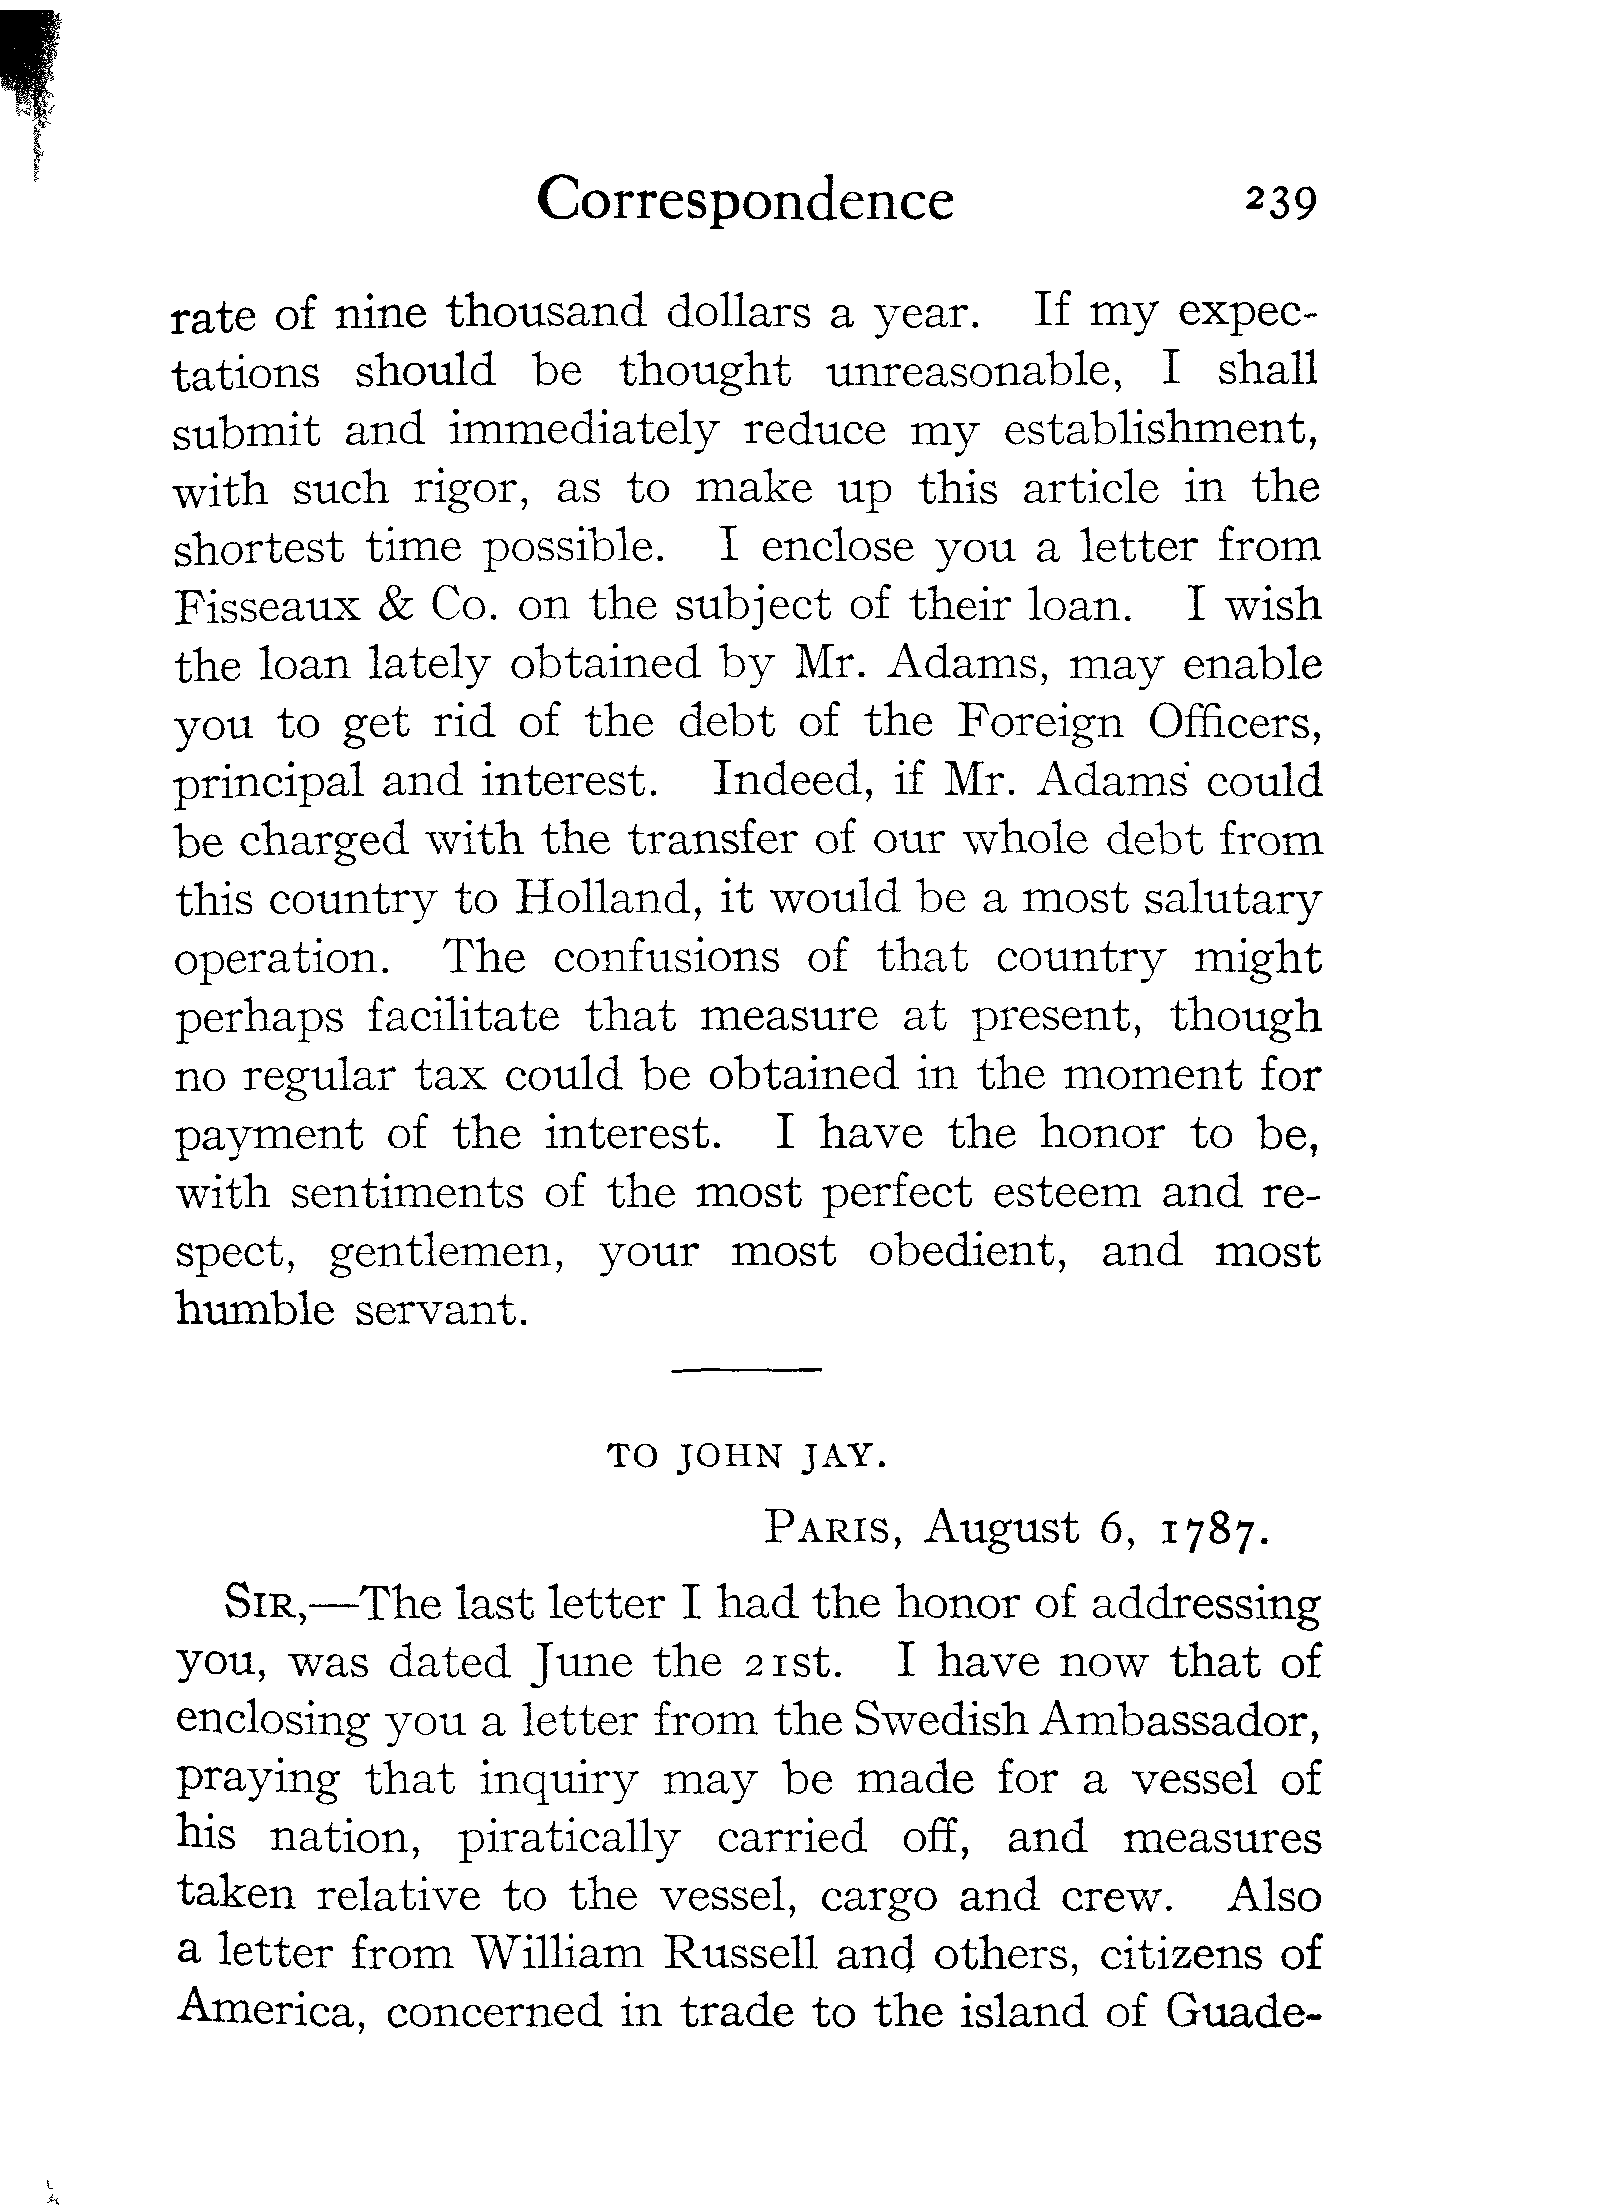 Correspondence 239
rate of nine thousand dollars a year. If my expec-
tations should be thought unreasonable, I shall
submit and immediately reduce my establishment,
with such rigor, as to make up this article in the
shortest time possible. I enclose you a letter from
Fisseaux & Co. on the subject of their loan. I wish
the loan lately obtained by Mr. Adams, may enable
you to get rid of the debt of the Foreign Officers,
principal and interest. Indeed, if Mr. Adams could
be charged with the transfer of our whole debt from
this country to Holland, it would be a most salutary
operation. The confusions of that country might
perhaps facilitate that measure at present, though
no regular tax could be obtained in the moment for
payment of the interest. I have the honor to be,
with sentiments of the most perfect esteem and re-
spect, gentlemen, your most obedient, and most
humble servant.
TO JOHN JAY.
PARIS, August 6, 1787.
SIR,—The last letter I had the honor of addressing
you, was dated June the 21st. I have now that of
enclosing you a letter from the Swedish Ambassador,
praying that inquiry may be made for a vessel of
his nation, piratically carried off, and measures
taken relative to the vessel, cargo and crew. Also
a letter from William Russell and others, citizens of
America, concerned in trade to the island of Guade-